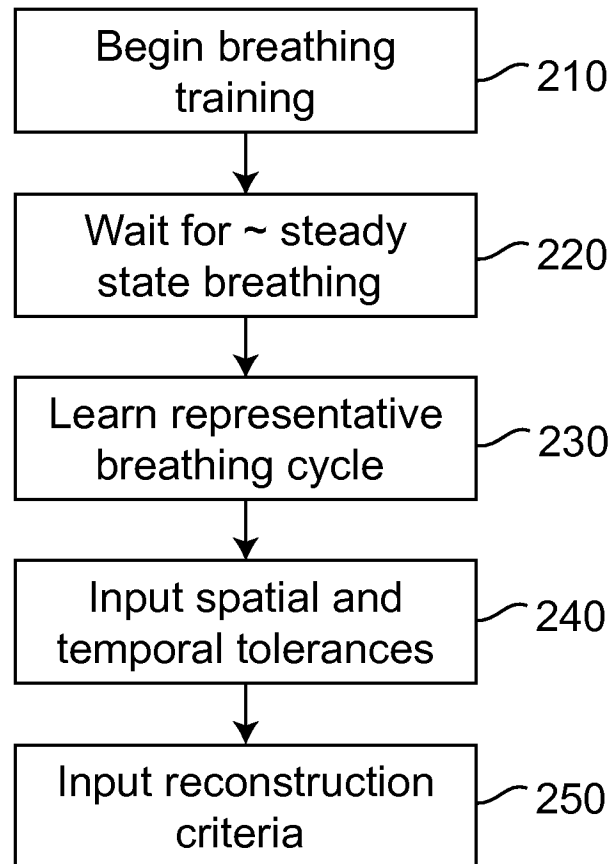 Begin breathing
training
210
Wait for ~ steady
state breathing
220
Learn representative
breathing cycle
230
Input spatial and
temporal tolerances
240
Input reconstruction
criteria
250